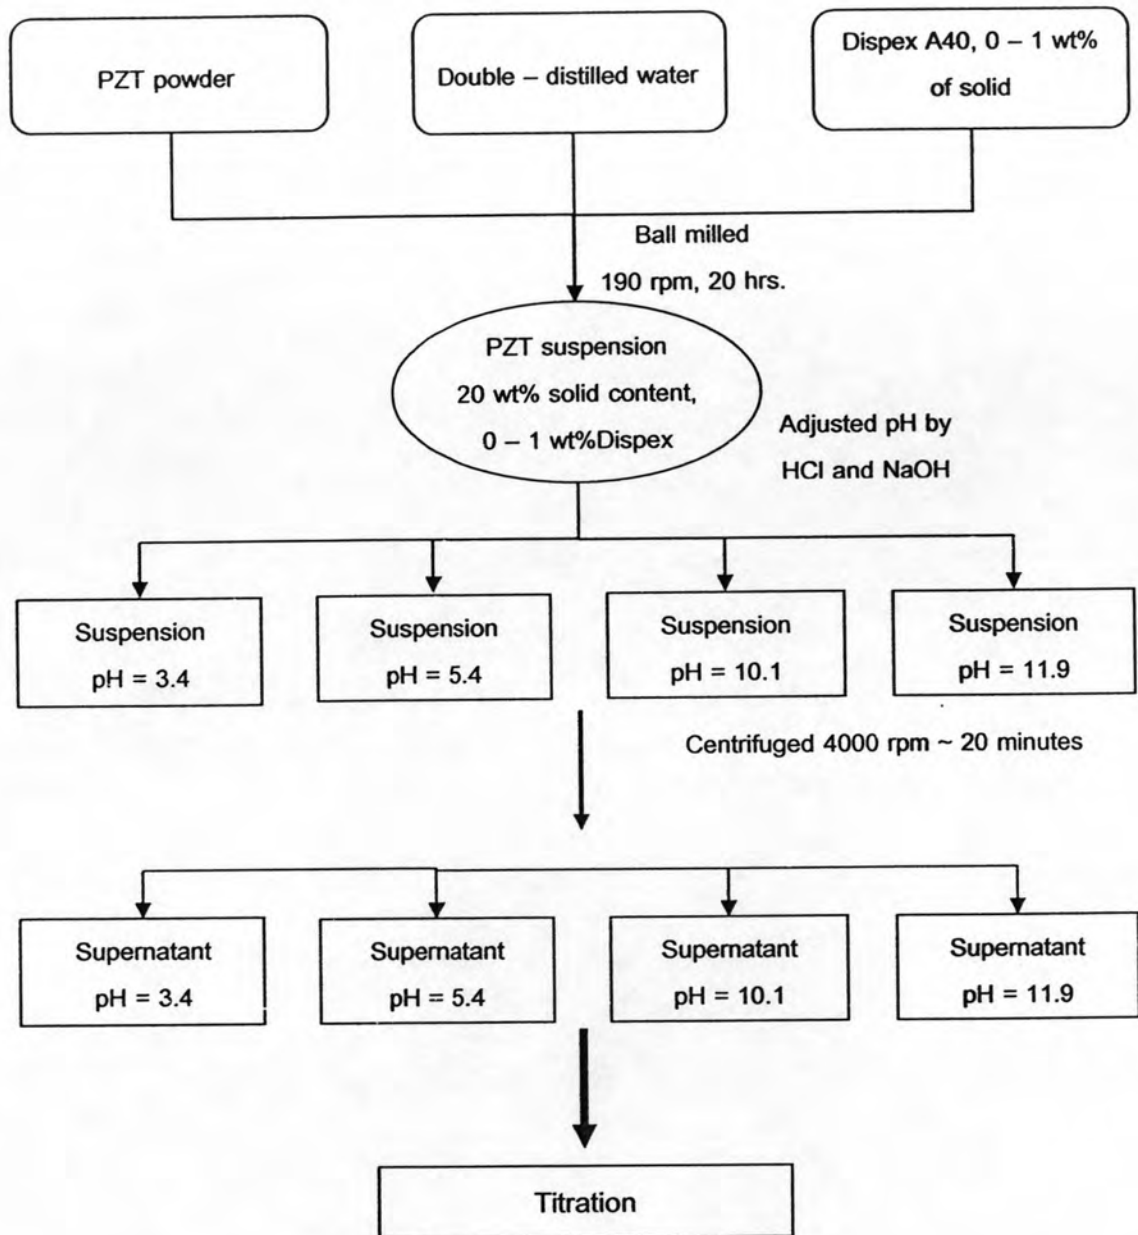 PZT powder
Double – distilled water
Dispex A40, 0 – 1 wt%
of solid
Ball milled
190 rpm, 20 hrs.
PZT suspension
20 wt% solid content,
0 – 1 wt%Dispex
Adjusted pH by
HCl and NaOH
Suspension
pH = 3.4
Suspension
pH = 5.4
Suspension
pH = 10.1
Suspension
pH = 11.9
Centrifuged 4000 rpm ~ 20 minutes
Supernatant
pH = 3.4
Supernatant
pH = 5.4
Supernatant
pH = 10.1
Supernatant
pH = 11.9
Titration